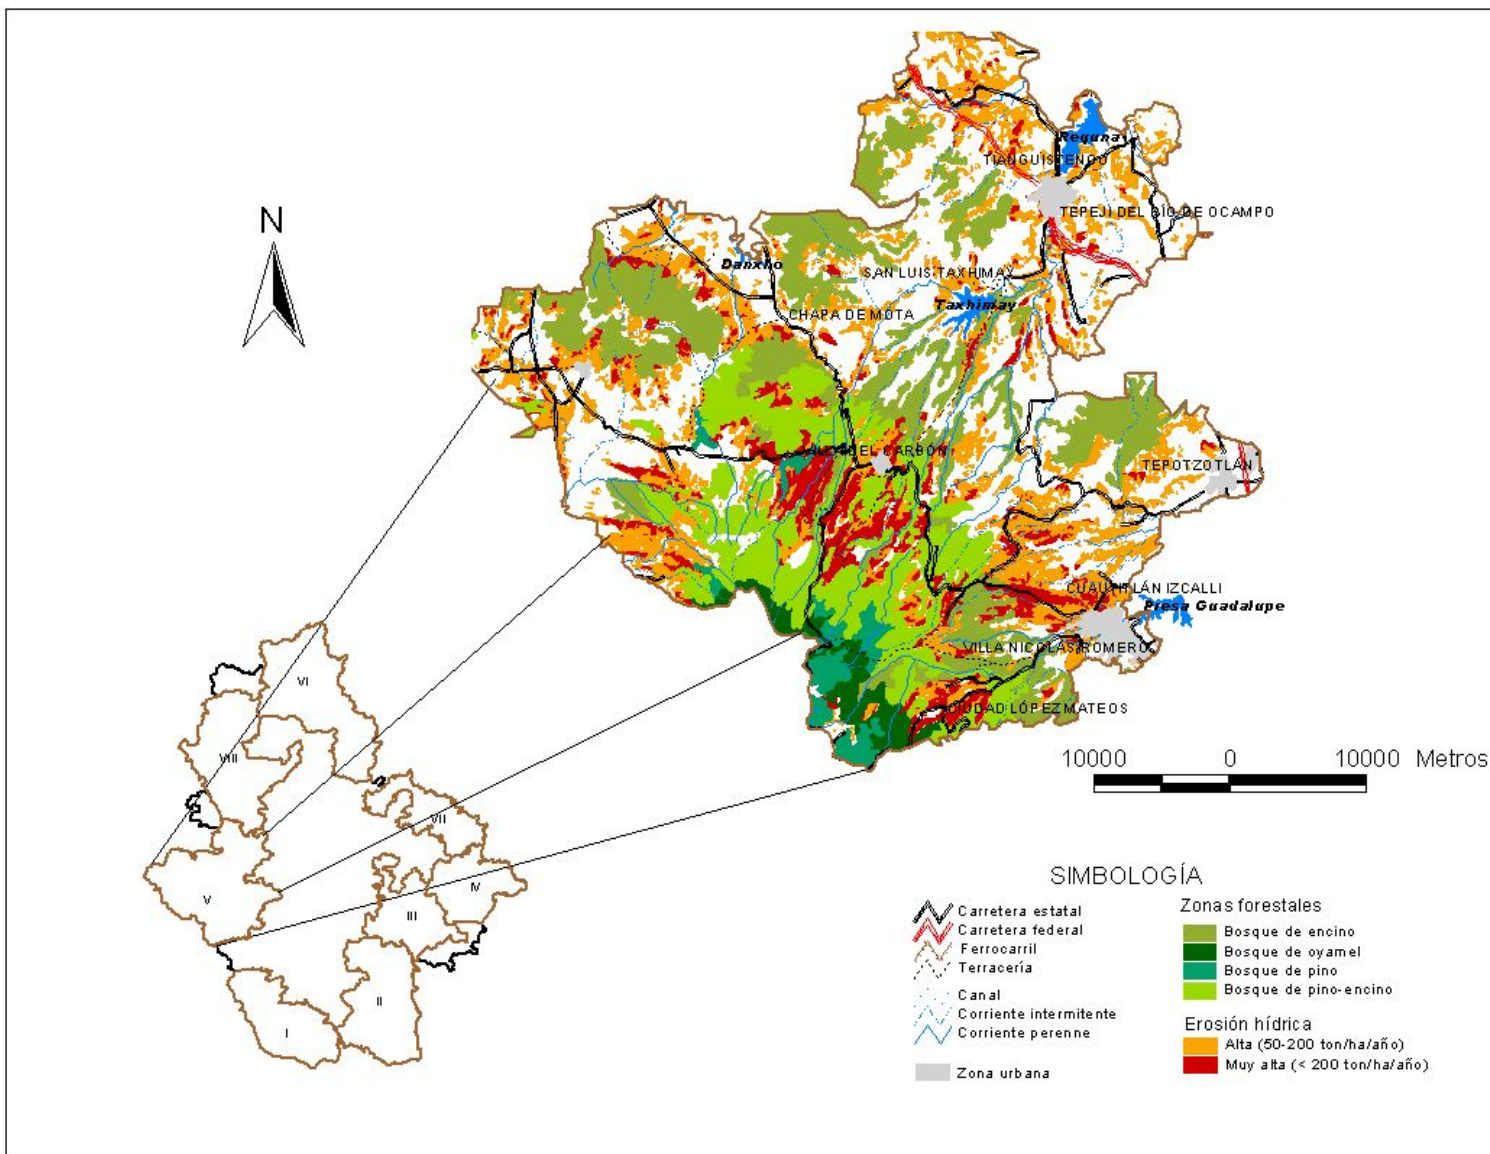 N
Requna
TIANGUISTENGO
TEPEJI DEL RÍO DE OCAMPO
Danxho
SAN LUIS TAXHIMAY
Taxhimay
CHAPA DE MOTA
DEL CARBÓN
TEPOTZOTLÁN
CUAUTITLÁN IZCALLI
Presa Guadalupe
VILLA NICOLÁS ROMERO
CIUDAD LÓPEZ MATEOS
10000 0 10000 Metros
VI
VIII
VII
V
IV
III
II
I
SIMBOLOGÍA
Carretera estatal
Carretera federal
Ferrocarril
Terracería
Canal
Corriente intermitente
Corriente perenne
Zona urbana
Zonas forestales
Bosque de encino
Bosque de oyamel
Bosque de pino
Bosque de pino-encino
Erosión hídrica
Alta (50-200 ton/ha/año)
Muy alta (< 200 ton/ha/año)